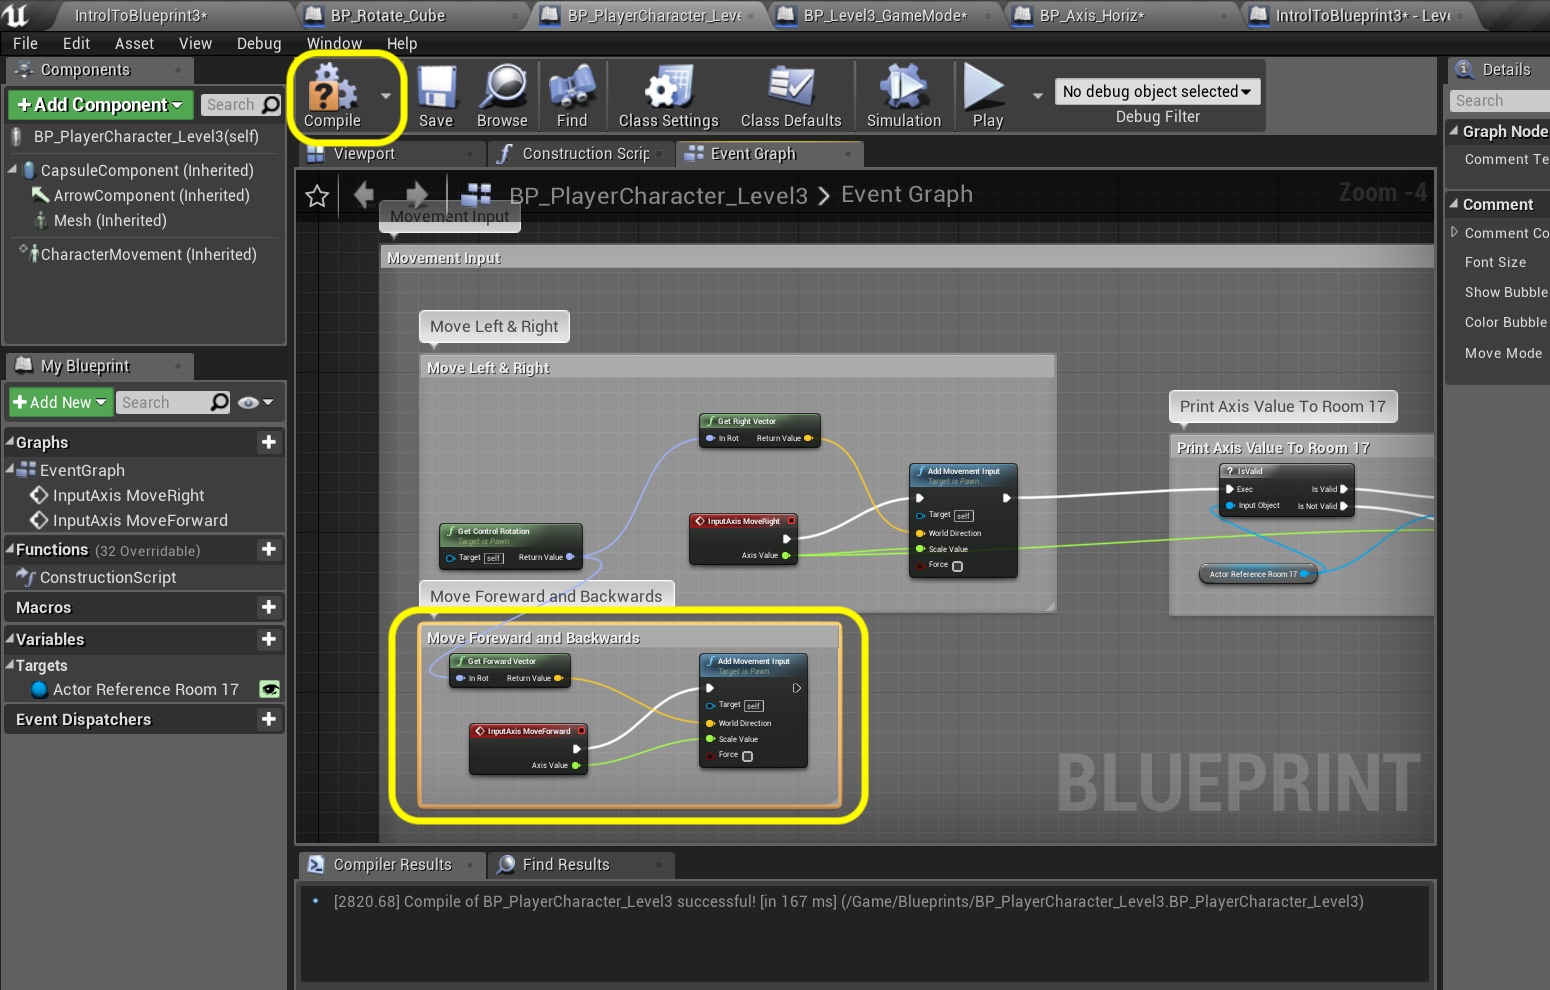 IntrolToBlueprint3*
BP_Rotate_Cube
BP_PlayerCharacter_Leve
BP_Level3_GameMode*
BP_Axis_Horiz*
IntrolToBlueprint3* - Leve
File Edit Asset View Debug Window Help
Components
+Add Component
Search
BP_PlayerCharacter_Level3(self)
CapsuleComponent (Inherited)
ArrowComponent (Inherited)
Mesh (Inherited)
CharacterMovement (Inherited)
Compile
Save
Browse
Find
Class Settings
Class Defaults
Simulation
Play
No debug object selected
Debug Filter
Viewport
Construction Scrip
Event Graph
BP_PlayerCharacter_Level3 > Event Graph
Zoom -4
Movement Input
Movement Input
Move Left & Right
Move Left & Right
Get Right Vector
In Rot Return Value
Add Movement Input
Target is Pawn
Target self
World Direction
Scale Value
Force
InputAxis MoveRight
Axis Value
Get Control Rotation
Target is Pawn
Target self Return Value
Print Axis Value To Room 17
Print Axis Value To Room 17
? IsValid
Exec Is Valid
Input Object Is Not Valid
Actor Reference Room 17
Move Foreward and Backwards
Move Foreward and Backwards
Get Forward Vector
In Rot Return Value
Add Movement Input
Target is Pawn
Target self
World Direction
Scale Value
Force
InputAxis MoveForward
Axis Value
BLUEPRINT
My Blueprint
+Add New
Search
Graphs
EventGraph
InputAxis MoveRight
InputAxis MoveForward
Functions (32 Overridable)
ConstructionScript
Macros
Variables
Targets
Actor Reference Room 17
Event Dispatchers
Compiler Results
Find Results
[2820.68] Compile of BP_PlayerCharacter_Level3 successful! [in 167 ms] (/Game/Blueprints/BP_PlayerCharacter_Level3.BP_PlayerCharacter_Level3)
Details
Search
Graph Node
Comment Te
Comment
Comment Co
Font Size
Show Bubble
Color Bubble
Move Mode